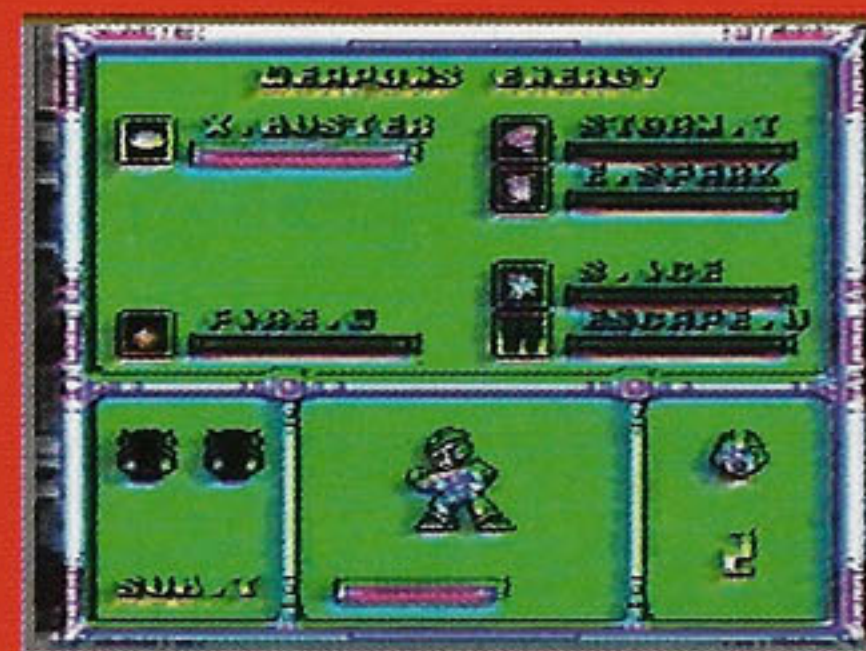 WEAPONS ENERGY
X.BUSTER
STORM.T
E.SPARK
S.ICE
FIRE.W
ESCAPE.U
SUB.T
2